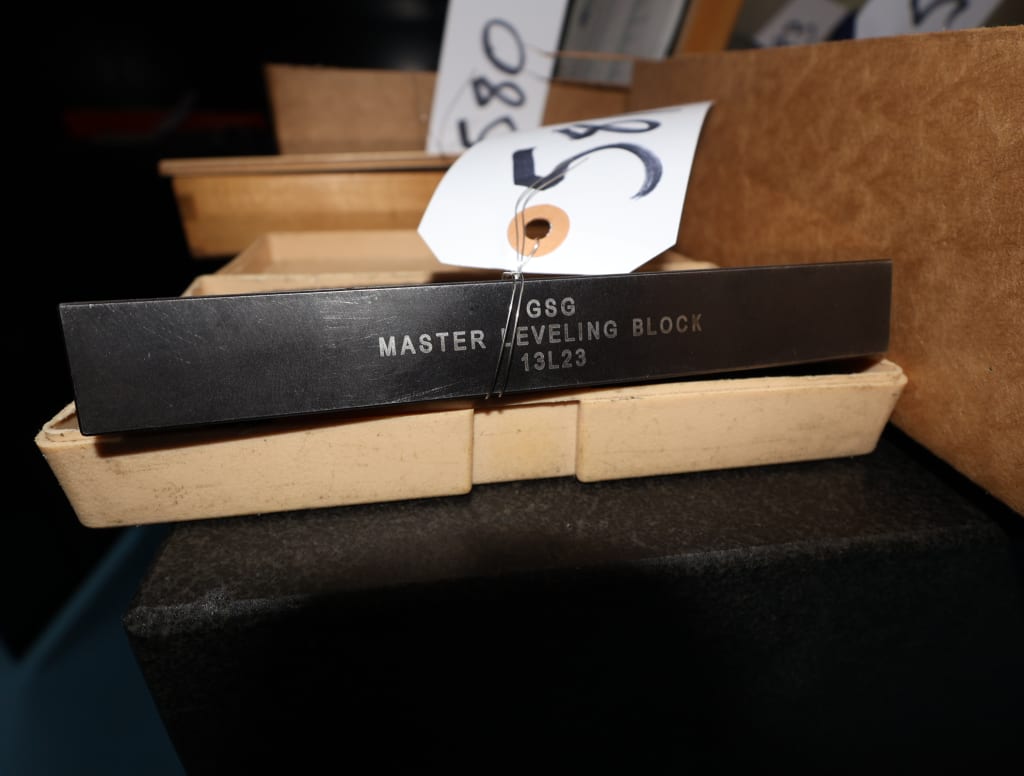 580
58
GSG
MASTER LEVELING BLOCK
13L23